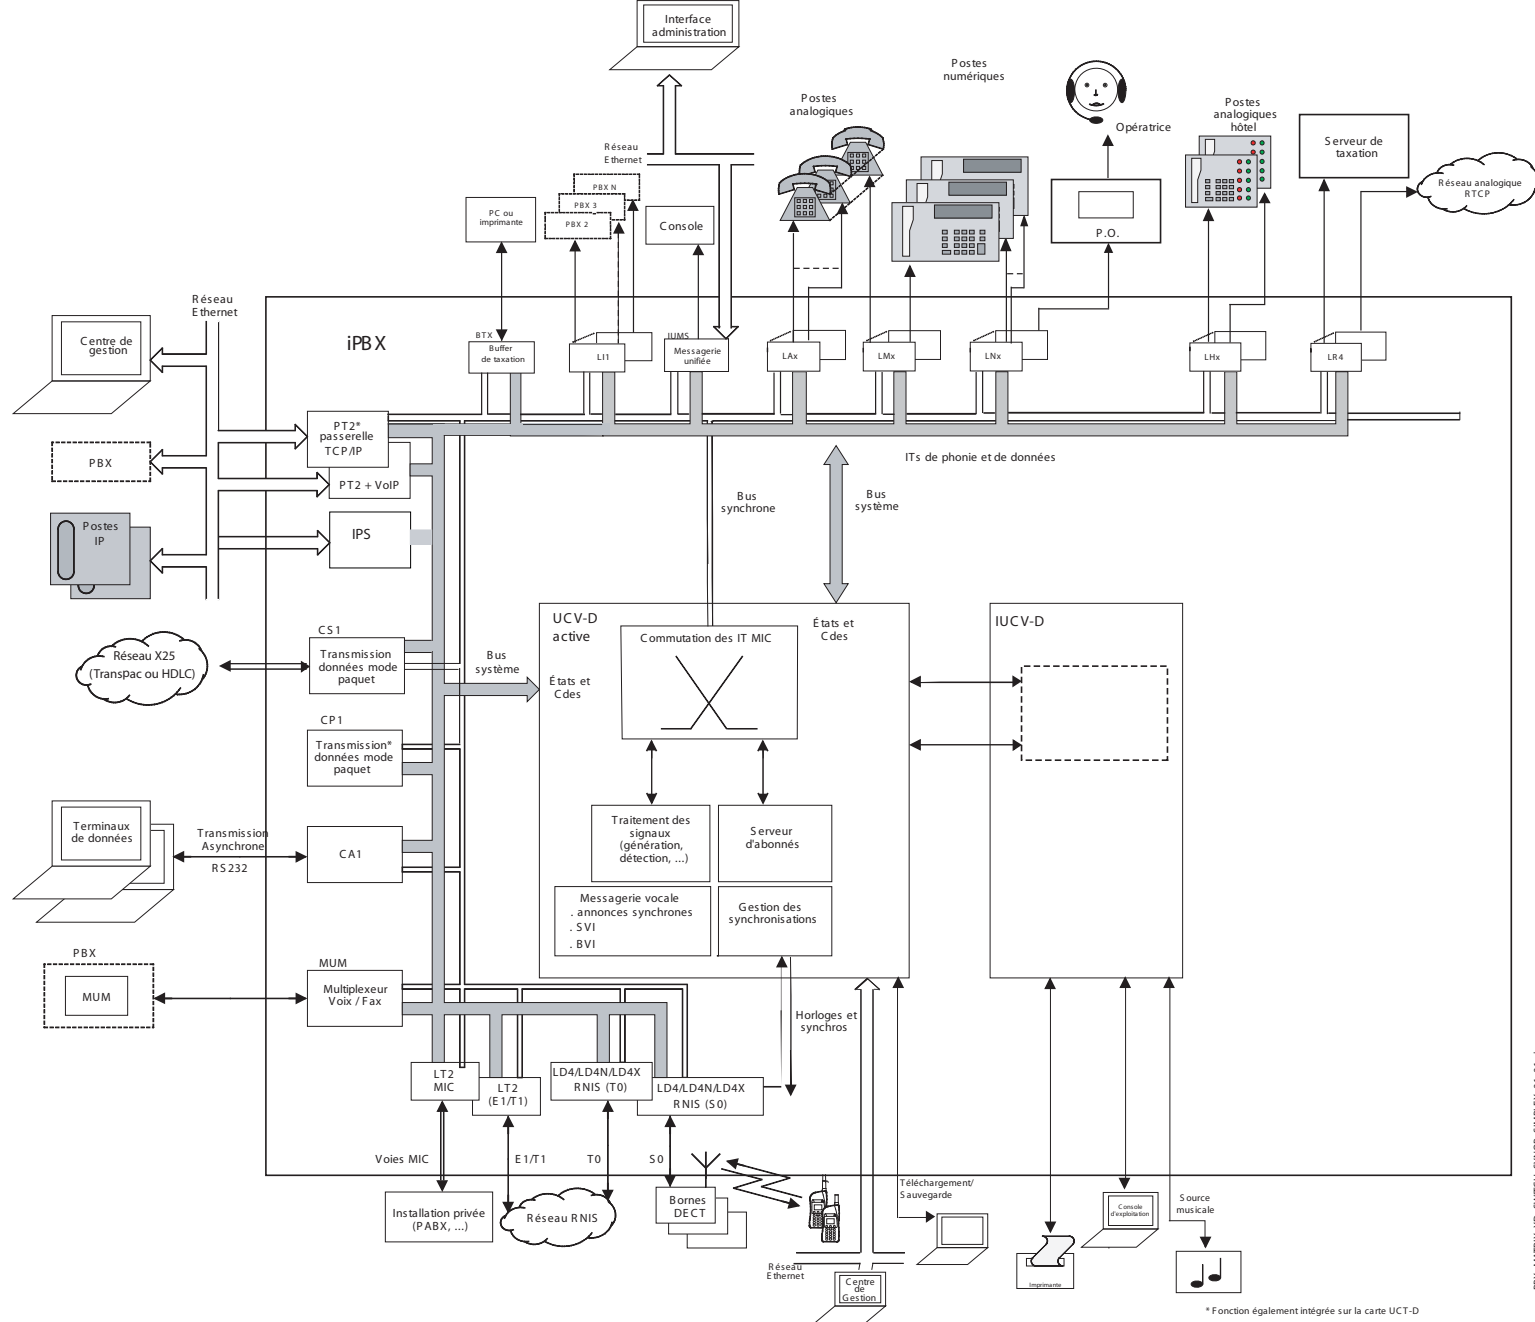 Interface
administration
Postes
numériques
Postes
analogiques
Opératrice
Postes
analogiques
hôtel
Serveur de
taxation
Réseau analogique
RTCP
Réseau
Ethernet
PBX N
PBX 3
PBX 2
PC ou
imprimante
Console
P.O.
Réseau
Ethernet
Centre de
gestion
iPBX
BTX
Buffer
de taxation
LI1
IUMS
Messagerie
unifiée
LAx
LMx
LNx
LHx
LR4
PT2*
passerelle
TCP/IP
PT2 + VoIP
PBX
ITs de phonie et de données
Bus
synchrone
Bus
système
Postes
IP
IPS
UCV-D
active
États et
Cdes
IUCV-D
Commutation des IT MIC
CS1
Transmission
données mode
paquet
Réseau X25
(Transpac ou HDLC)
Bus
système
États et
Cdes
CP1
Transmission*
données mode
paquet
Terminaux
de données
Transmission
Asynchrone
RS232
CA1
Traitement des
signaux
(génération,
détection, ...)
Serveur
d'abonnés
Messagerie vocale
. annonces synchrones
. SVI
. BVI
Gestion des
synchronisations
PBX
MUM
MUM
Multiplexeur
Voix / Fax
Horloges et
synchros
LT2
MIC
LT2
(E1/T1)
LD4/LD4N/LD4X
RNIS (T0)
LD4/LD4N/LD4X
RNIS (S0)
Voies MIC
E1/T1
T0
S0
Installation privée
(PABX, ...)
Réseau RNIS
Bornes
DECT
Téléchargement/
Sauvegarde
Réseau
Ethernet
Centre
de
Gestion
Console
d'exploitation
Source
musicale
Imprimante
* Fonction également intégrée sur la carte UCT-D